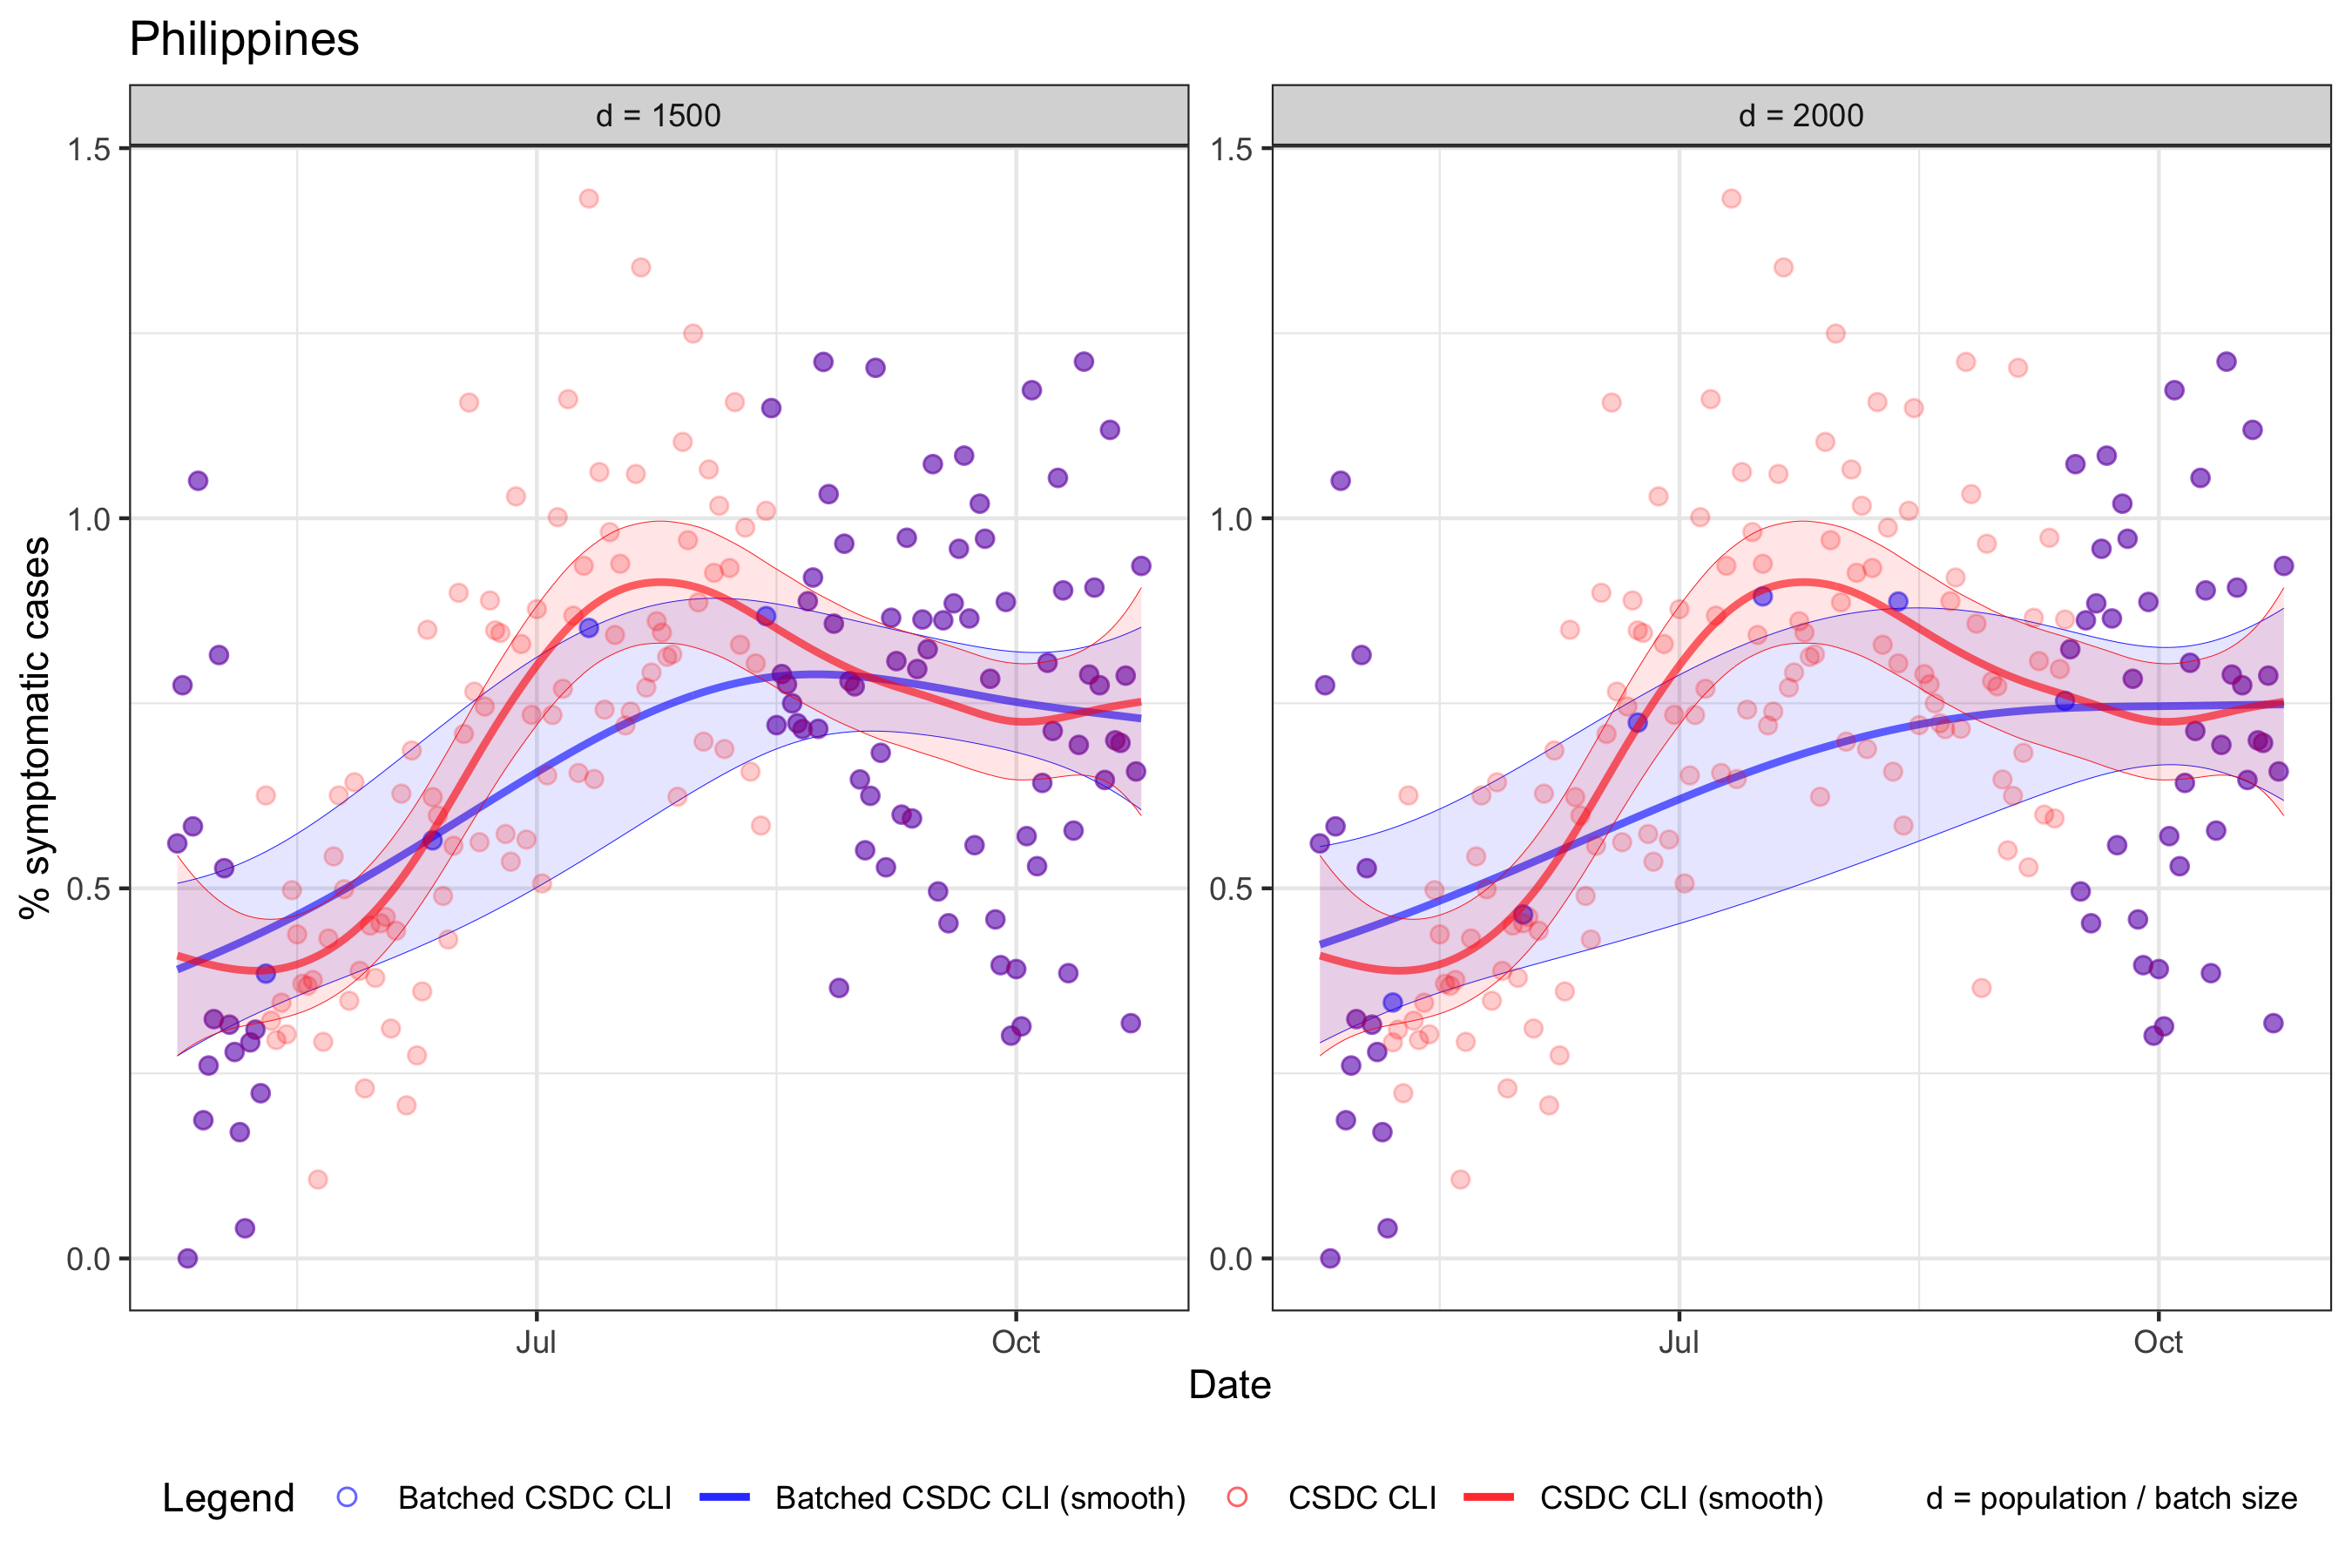 Philippines
d = 1500
d = 2000
% symptomatic cases
1.5
1.0
0.5
0.0
1.5
1.0
0.5
0.0
Jul
Oct
Jul
Oct
Date
Legend Batched CSDC CLI Batched CSDC CLI (smooth) CSDC CLI CSDC CLI (smooth) d = population / batch size